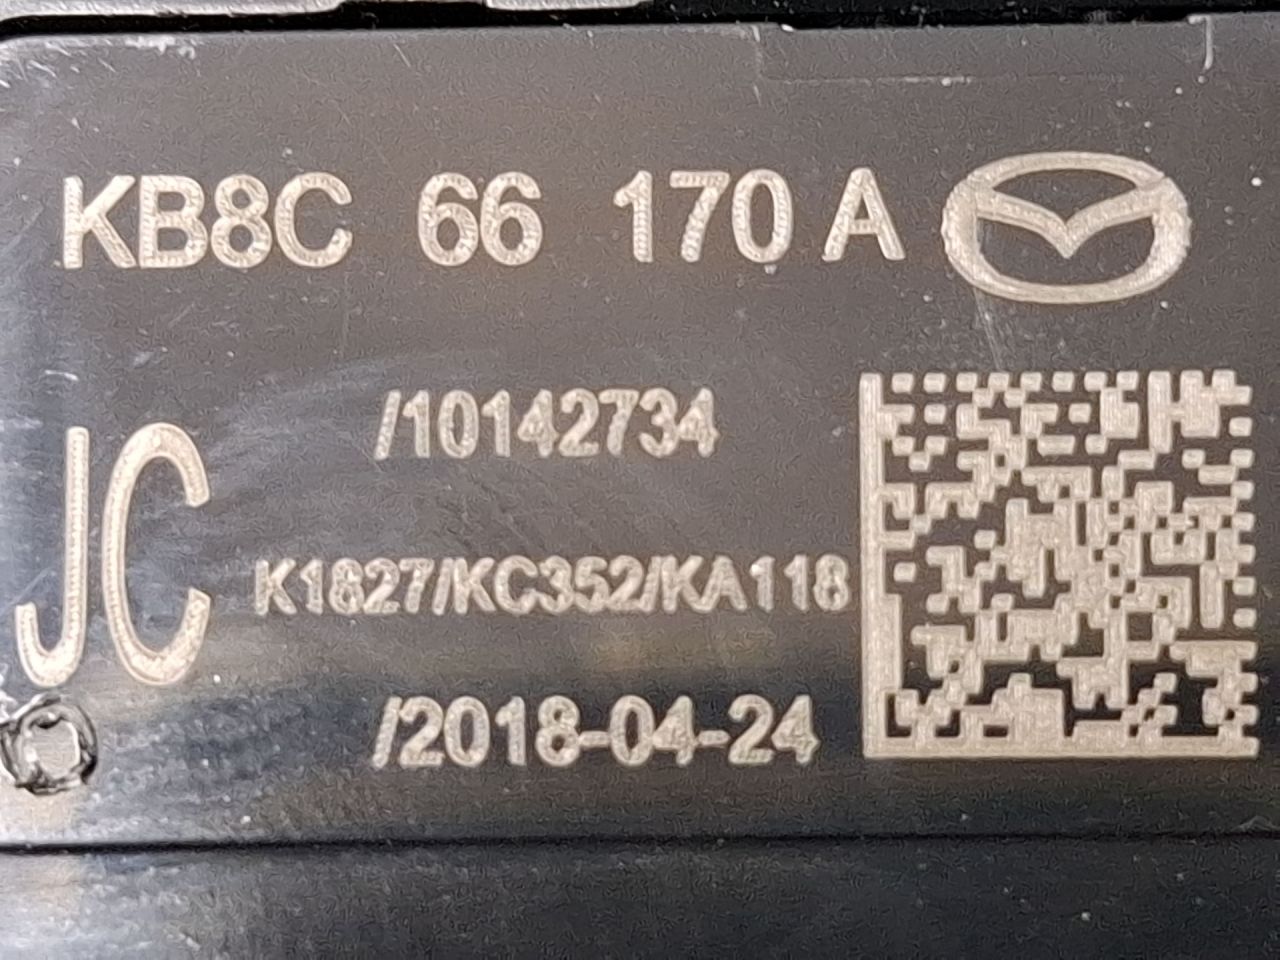 KB8C 66 170 A
/10142734
JC
K1827/KC352/KA118
/2018-04-24